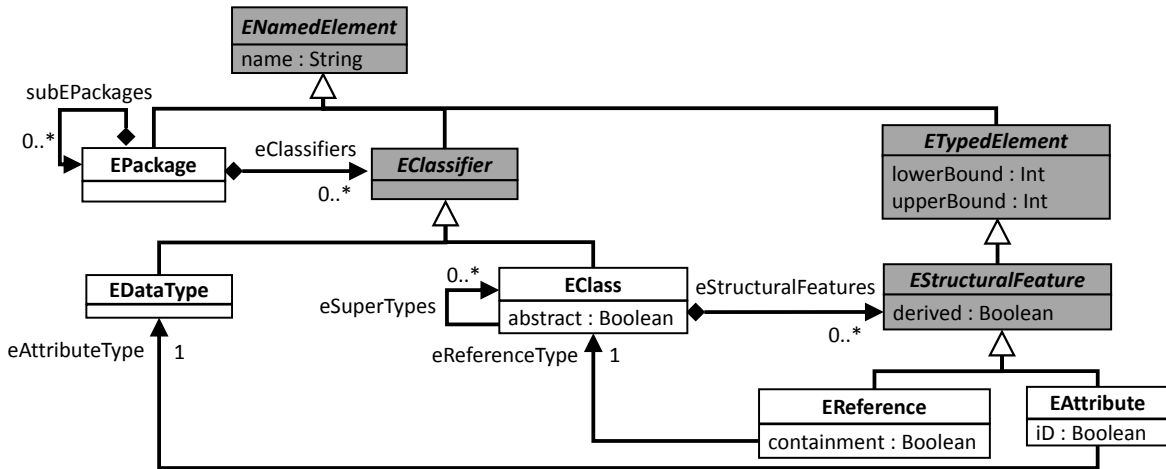 ENamedElement
name : String
subEPackages
0..*
EPackage
eClassifiers
0..*
EClassifier
ETypedElement
lowerBound : Int
upperBound : Int
EDataType
0..*
eSuperTypes
EClass
abstract : Boolean
eStructuralFeatures
0..*
EStructuralFeature
derived : Boolean
eAttributeType
1
eReferenceType
1
EReference
containment : Boolean
EAttribute
iD : Boolean